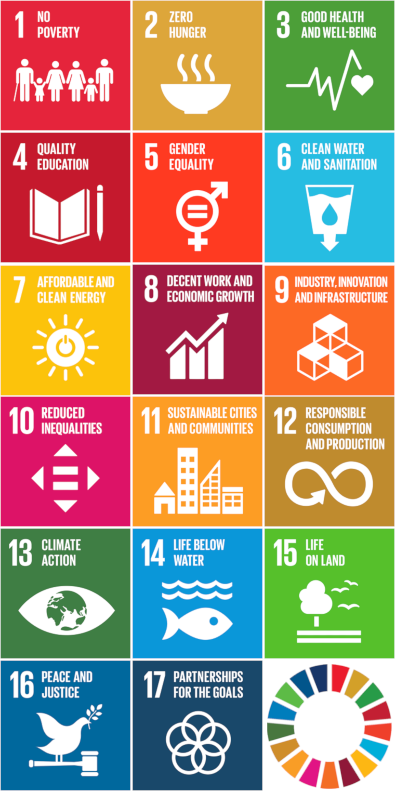 1 NO
POVERTY
2 ZERO
HUNGER
3 GOOD HEALTH
AND WELL-BEING
4 QUALITY
EDUCATION
5 GENDER
EQUALITY
6 CLEAN WATER
AND SANITATION
7 AFFORDABLE AND
CLEAN ENERGY
8 DECENT WORK AND
ECONOMIC GROWTH
9 INDUSTRY, INNOVATION
AND INFRASTRUCTURE
10 REDUCED
INEQUALITIES
11 SUSTAINABLE CITIES
AND COMMUNITIES
12 RESPONSIBLE
CONSUMPTION
AND PRODUCTION
13 CLIMATE
ACTION
14 LIFE BELOW
WATER
15 LIFE
ON LAND
16 PEACE AND
JUSTICE
17 PARTNERSHIPS
FOR THE GOALS